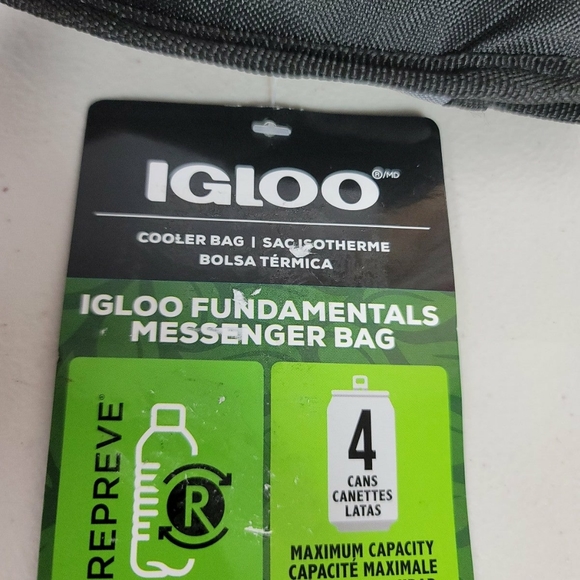 IGLOO®/MD
COOLER BAG | SAC ISOTHERME
BOLSA TÉRMICA
IGLOO FUNDAMENTALS
MESSENGER BAG
REPREVE®
R
4
CANS
CANETTES
LATAS
MAXIMUM CAPACITY
CAPACITÉ MAXIMALE